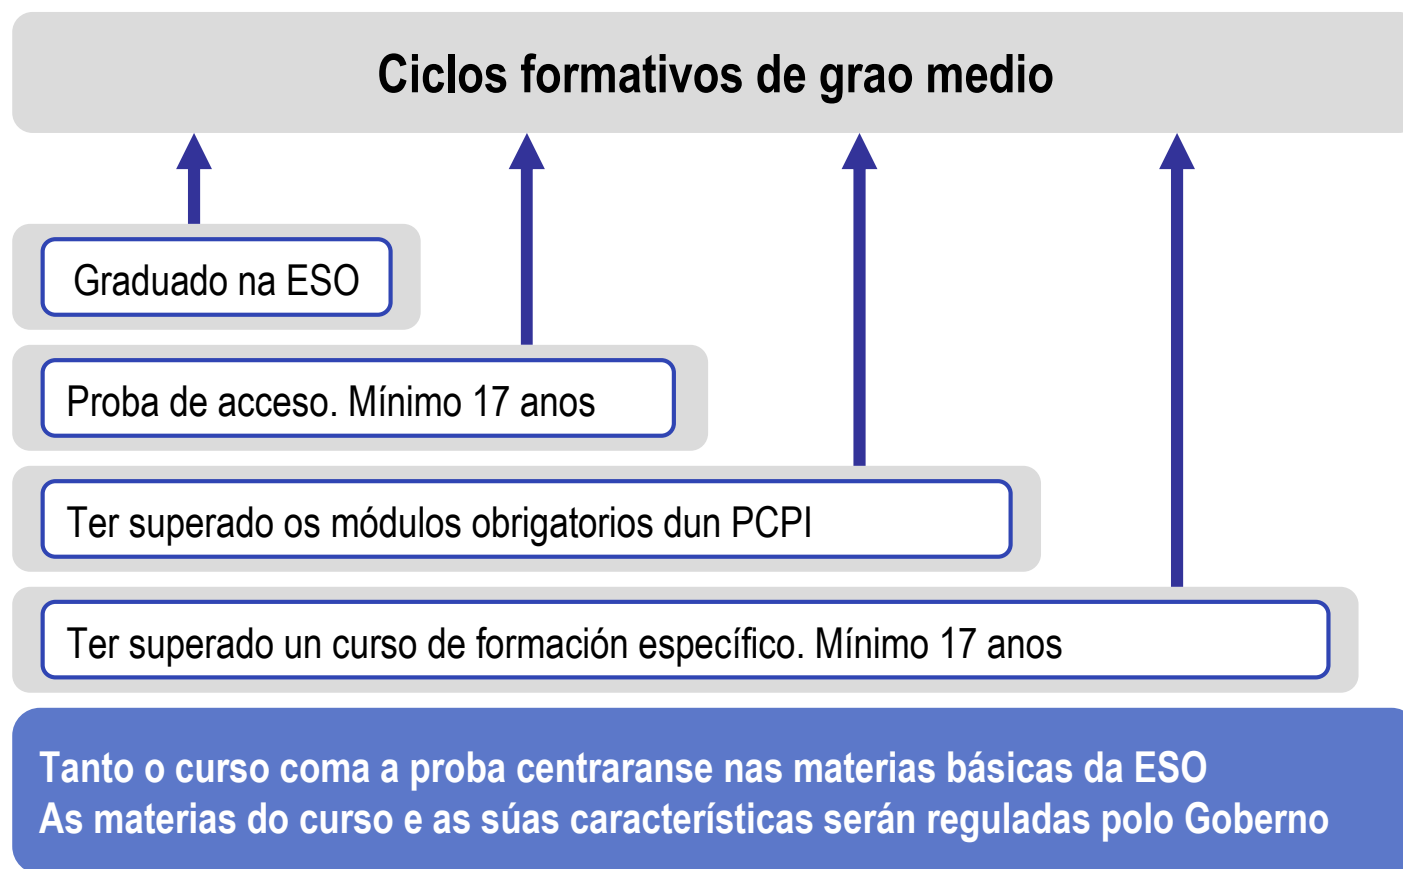 Ciclos formativos de grao medio
Graduado na ESO
Proba de acceso. Mínimo 17 anos
Ter superado os módulos obrigatorios dun PCPI
Ter superado un curso de formación específico. Mínimo 17 anos
Tanto o curso coma a proba centraranse nas materias básicas da ESO
As materias do curso e as súas características serán reguladas polo Goberno